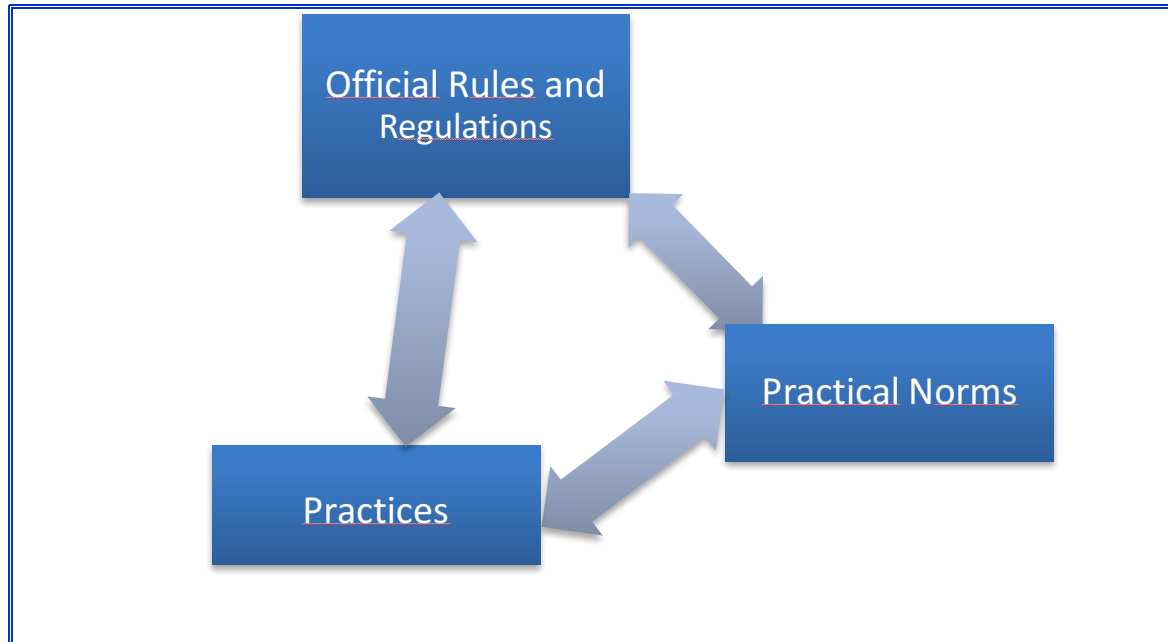 Official Rules and
Regulations
Practical Norms
Practices